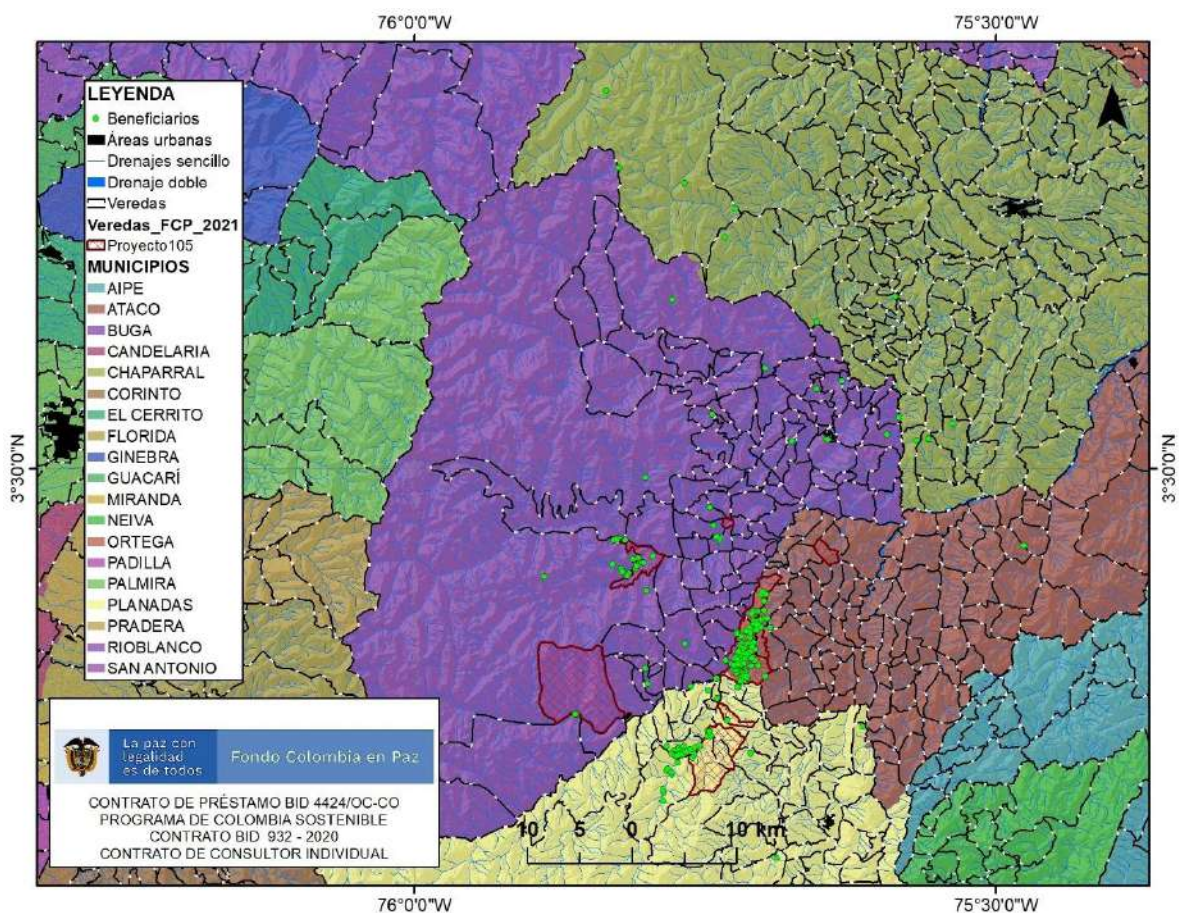 76°0'0"W
75°30'0"W
LEYENDA
Beneficiarios
Áreas urbanas
Drenajes sencillo
Drenaje doble
Veredas
Veredas_FCP_2021
Proyecto105
MUNICIPIOS
AIPE
ATACO
BUGA
CANDELARIA
CHAPARRAL
CORINTO
EL CERRITO
FLORIDA
GINEBRA
GUACARÍ
MIRANDA
NEIVA
ORTEGA
PADILLA
PALMIRA
PLANADAS
PRADERA
RIOBLANCO
SAN ANTONIO
N
3°30'0"N
3°30'0"N
La paz con
legalidad
es de todos
Fondo Colombia en Paz
CONTRATO DE PRÉSTAMO BID 4424/OC-CO
PROGRAMA DE COLOMBIA SOSTENIBLE
CONTRATO BID 932 - 2020
CONTRATO DE CONSULTOR INDIVIDUAL
10 5 0 10 km
76°0'0"W
75°30'0"W